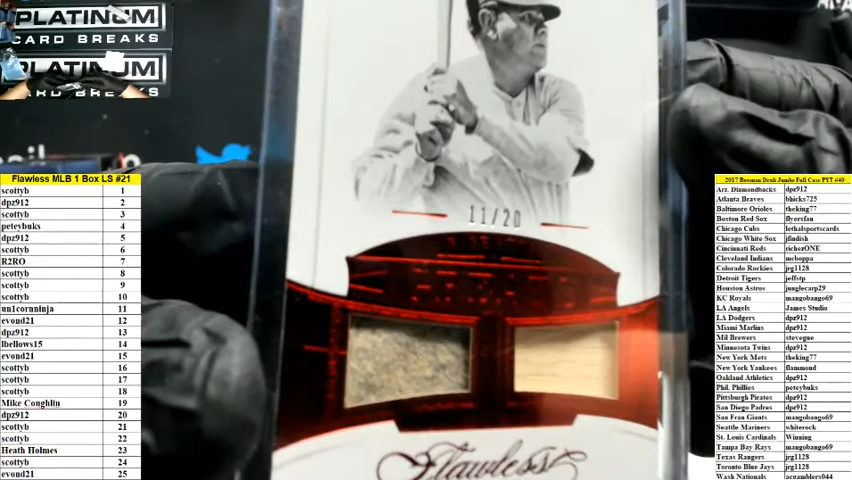 PLATINUM
CARD BREAKS
PLATINUM
CARD BREAKS
Flawless MLB 1 Box LS #21
scottyb 1
dpz912 2
scottyb 3
peteybuks 4
dpz912 5
scottyb 6
R2RO 7
scottyb 8
scottyb 9
scottyb 10
un1cornninja 11
evond21 12
dpz912 13
lbellows15 14
evond21 15
scottyb 16
scottyb 17
scottyb 18
Mike Coughlin 19
dpz912 20
scottyb 21
scottyb 22
Heath Holmes 23
scottyb 24
evond21 25
11/20
Flawless
2017 Bowman Draft Jumbo Full Case PYT #40
Arz. Diamondbacks dpz912
Atlanta Braves bhicks725
Baltimore Orioles theking77
Boston Red Sox flyersfan
Chicago Cubs lethalsportscards
Chicago White Sox jfindish
Cincinnati Reds richezONE
Cleveland Indians mcboppa
Colorado Rockies jrg1128
Detroit Tigers jeffstp
Houston Astros junglecarp29
KC Royals mangobango69
LA Angels James Studio
LA Dodgers dpz912
Miami Marlins dpz912
Mil Brewers stevegue
Minnesota Twins dpz912
New York Mets theking77
New York Yankees flammond
Oakland Athletics dpz912
Phil. Phillies peteybuks
Pittsburgh Pirates dpz912
San Diego Padres dpz912
San Fran Giants mangobango69
Seattle Mariners whiterock
St. Louis Cardinals Winning
Tampa Bay Rays mangobango69
Texas Rangers jrg1128
Toronto Blue Jays jrg1128
Wash Nationals acgamblers044